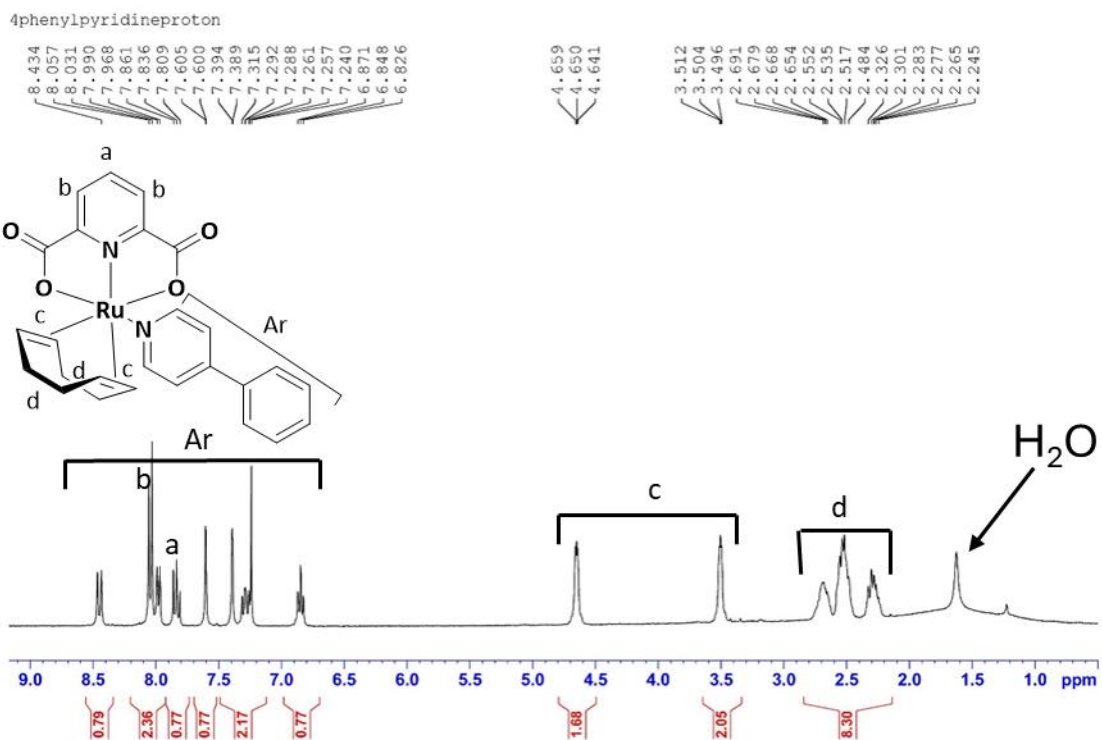 4phenylpyridineproton
8.434
8.057
8.031
7.990
7.968
7.861
7.836
7.809
7.605
7.600
7.394
7.389
7.315
7.292
7.288
7.261
7.257
7.240
6.871
6.848
6.826
4.659
4.650
4.641
3.512
3.504
3.496
2.691
2.679
2.668
2.654
2.552
2.535
2.517
2.484
2.326
2.301
2.283
2.277
2.265
2.245
a
b b
O O
N
O O
Ru
c
N
Ar
d c
d
Ar
H2O
b
c
d
a
9.0 8.5 8.0 7.5 7.0 6.5 6.0 5.5 5.0 4.5 4.0 3.5 3.0 2.5 2.0 1.5 1.0 ppm
0.79 2.36 0.77 0.77 2.17 0.77 1.68 2.05 8.30